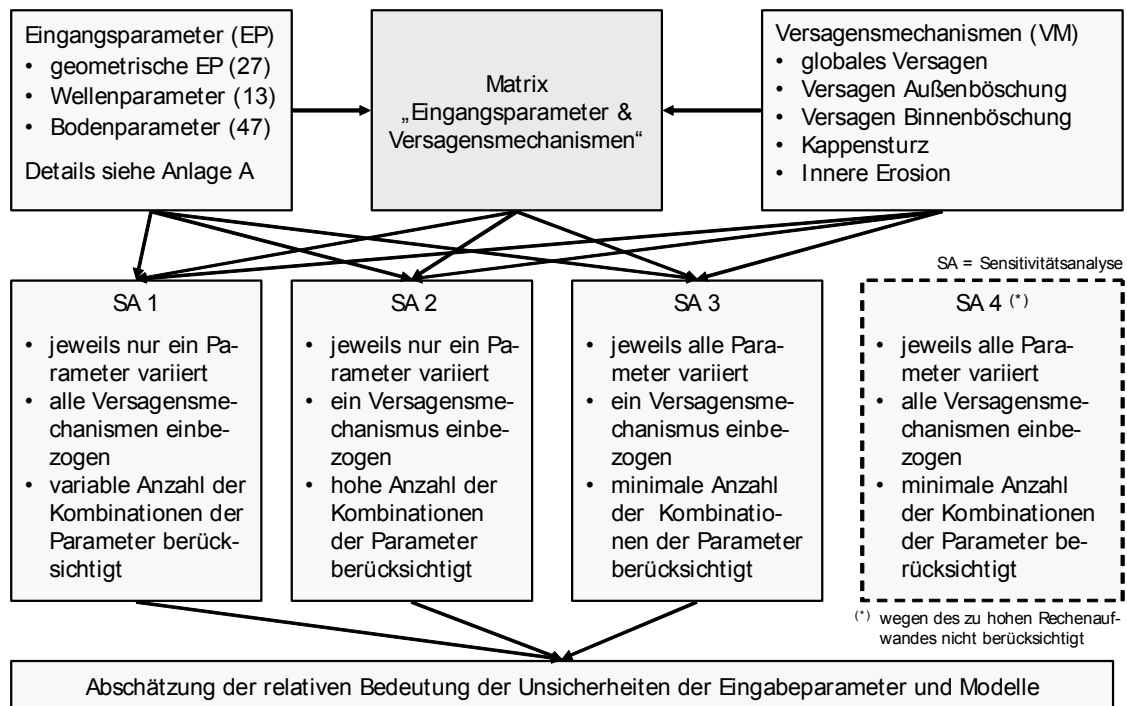 Eingangsparameter (EP)
• geometrische EP (27)
• Wellenparameter (13)
• Bodenparameter (47)
Details siehe Anlage A
Matrix
„Eingangsparameter &
Versagensmechanismen“
Versagensmechanismen (VM)
• globales Versagen
• Versagen Außenböschung
• Versagen Binnenböschung
• Kappensturz
• Innere Erosion
SA = Sensitivitätsanalyse
SA 1
• jeweils nur ein Pa-
rameter variiert
• alle Versagensme-
chanismen einbe-
zogen
• variable Anzahl der
Kombinationen der
Parameter berück-
sichtigt
SA 2
• jeweils nur ein Pa-
rameter variiert
• ein Versagensme-
chanismus einbe-
zogen
• hohe Anzahl der
Kombinationen
der Parameter
berücksichtigt
SA 3
• jeweils alle Para-
meter variiert
• ein Versagensme-
chanismus einbe-
zogen
• minimale Anzahl
der Kombinatio-
nen der Parameter
berücksichtigt
SA 4 (*)
• jeweils alle Para-
meter variiert
• alle Versagensme-
chanismen einbe-
zogen
• minimale Anzahl
der Kombinationen
der Parameter be-
rücksichtigt
(*) wegen des zu hohen Rechenauf-
wandes nicht berücksichtigt
Abschätzung der relativen Bedeutung der Unsicherheiten der Eingabeparameter und Modelle